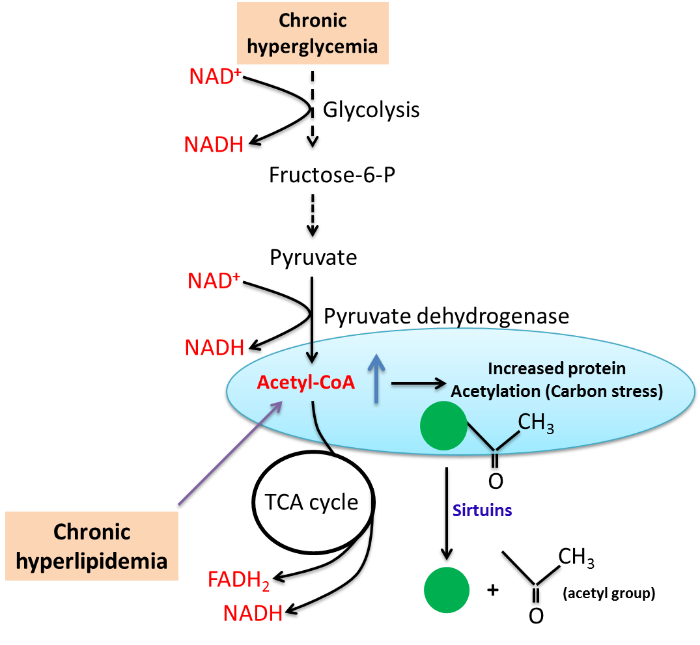 Chronic
hyperglycemia
NAD⁺
Glycolysis
NADH
Fructose-6-P
Pyruvate
NAD⁺
Pyruvate dehydrogenase
NADH
Acetyl-CoA
Increased protein
Acetylation (Carbon stress)
CH₃
O
TCA cycle
Sirtuins
Chronic
hyperlipidemia
FADH₂
NADH
+
CH₃
(acetyl group)
O